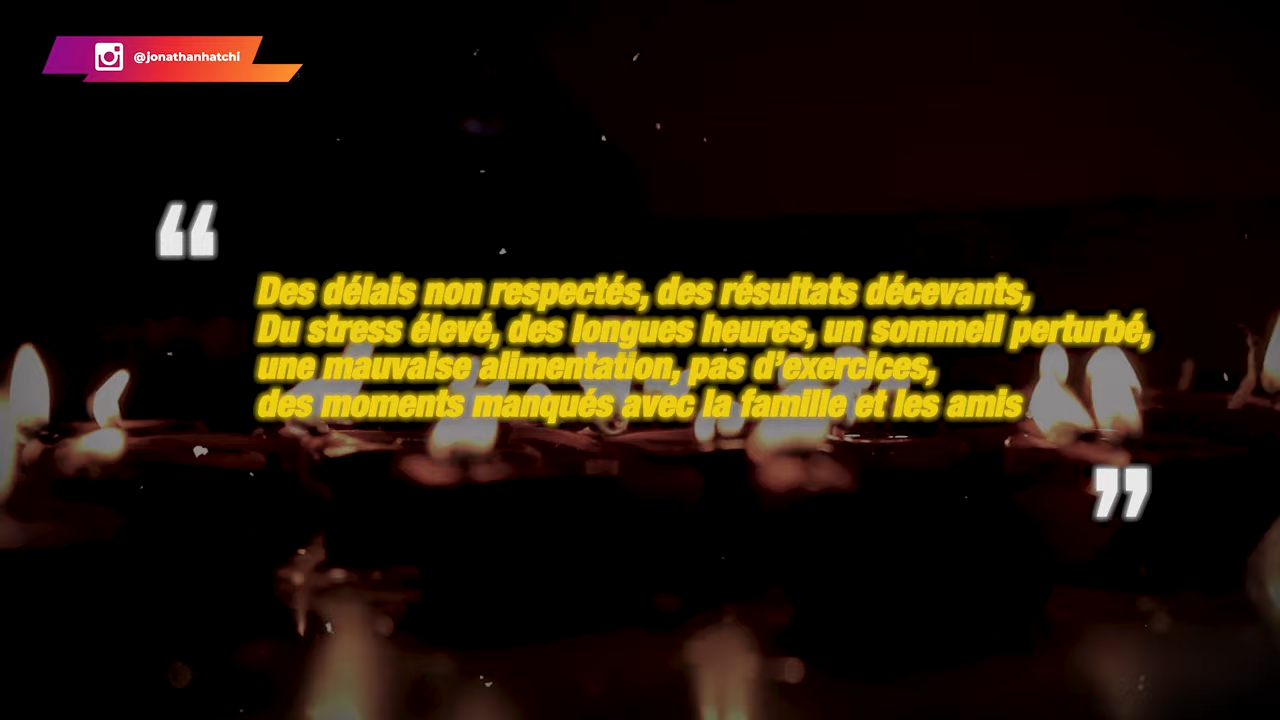 @jonathanhatchi
“
Des délais non respectés, des résultats décevants,
Du stress élevé, des longues heures, un sommeil perturbé,
une mauvaise alimentation, pas d’exercices,
des moments manqués avec la famille et les amis
”